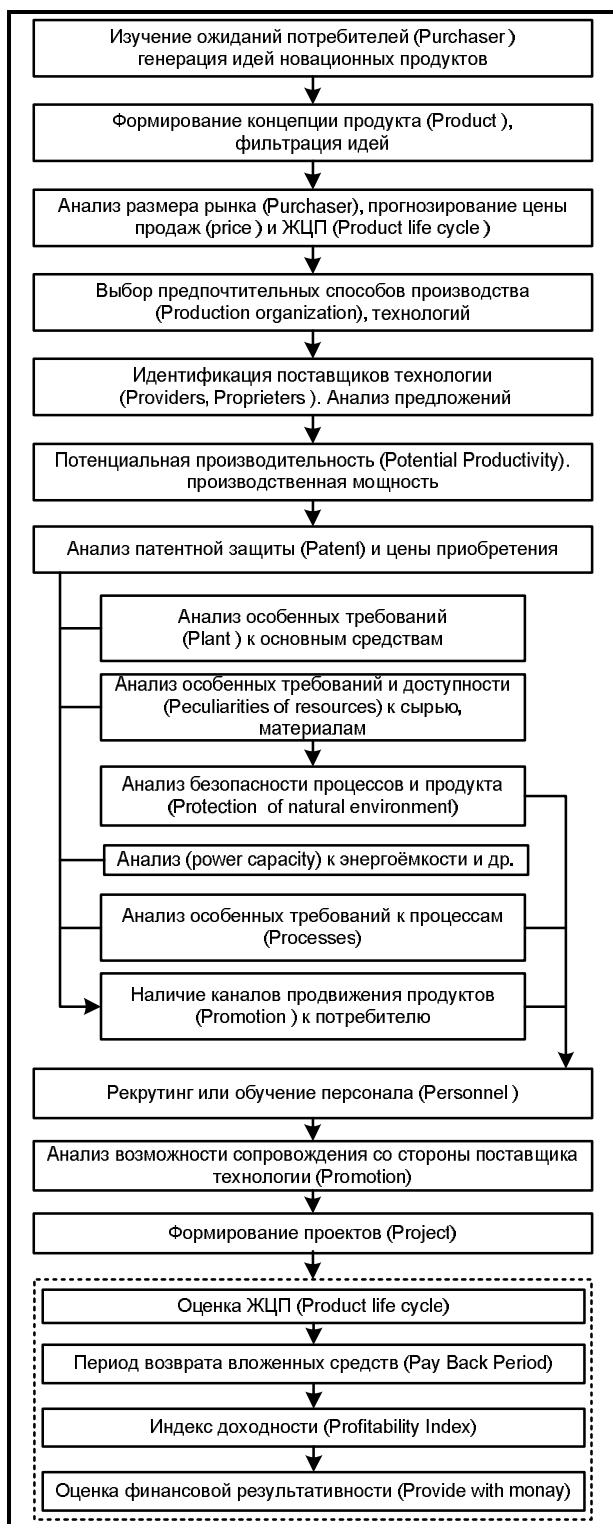 Изучение ожиданий потребителей (Purchaser )
генерация идей новационных продуктов
Формирование концепции продукта (Product ),
фильтрация идей
Анализ размера рынка (Purchaser), прогнозирование цены
продаж (price ) и ЖЦП (Product life cycle )
Выбор предпочтительных способов производства
(Production organization), технологий
Идентификация поставщиков технологии
(Providers, Proprieters ). Анализ предложений
Потенциальная производительность (Potential Productivity).
производственная мощность
Анализ патентной защиты (Patent) и цены приобретения
Анализ особенных требований
(Plant ) к основным средствам
Анализ особенных требований и доступности
(Peculiarities of resources) к сырью,
материалам
Анализ безопасности процессов и продукта
(Protection of natural environment)
Анализ (power capacity) к энергоёмкости и др.
Анализ особенных требований к процессам
(Processes)
Наличие каналов продвижения продуктов
(Promotion ) к потребителю
Рекрутинг или обучение персонала (Personnel )
Анализ возможности сопровождения со стороны поставщика
технологии (Promotion)
Формирование проектов (Project)
Оценка ЖЦП (Product life cycle)
Период возврата вложенных средств (Pay Back Period)
Индекс доходности (Profitability Index)
Оценка финансовой результативности (Provide with monay)